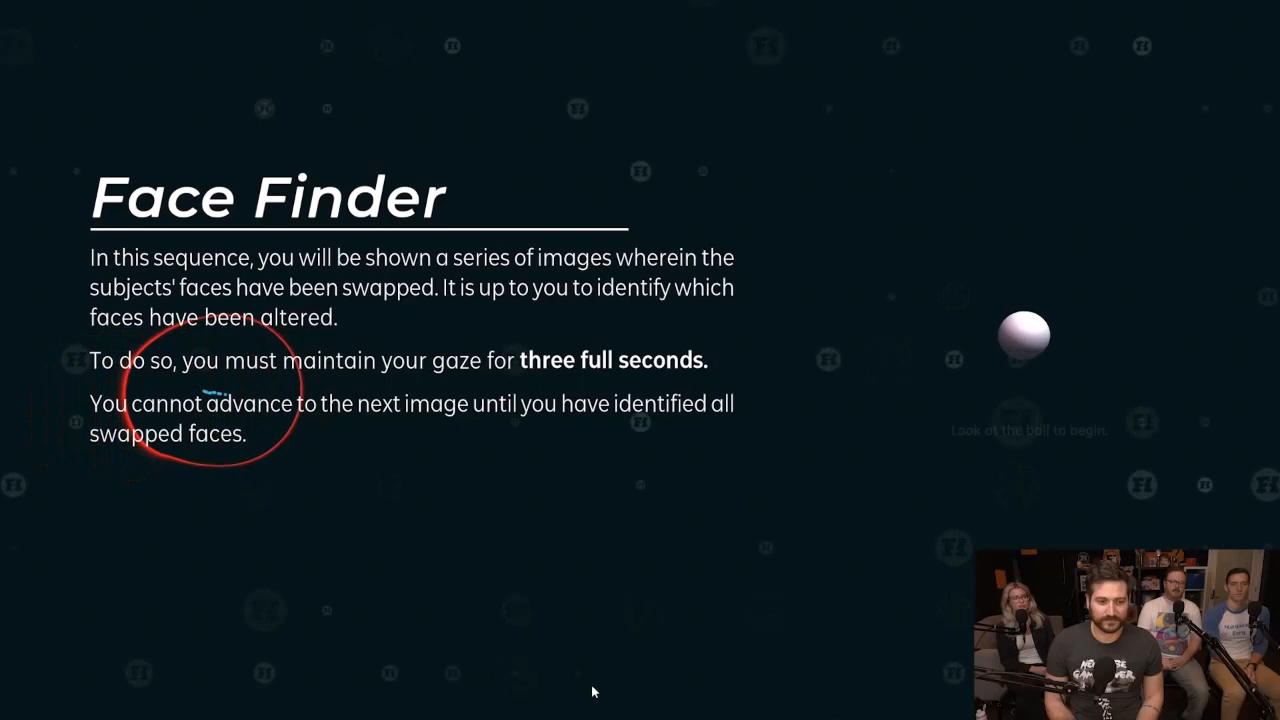 Face Finder
In this sequence, you will be shown a series of images wherein the
subjects' faces have been swapped. It is up to you to identify which
faces have been altered.
To do so, you must maintain your gaze for three full seconds.
You cannot advance to the next image until you have identified all
swapped faces.
Look at the ball to begin.